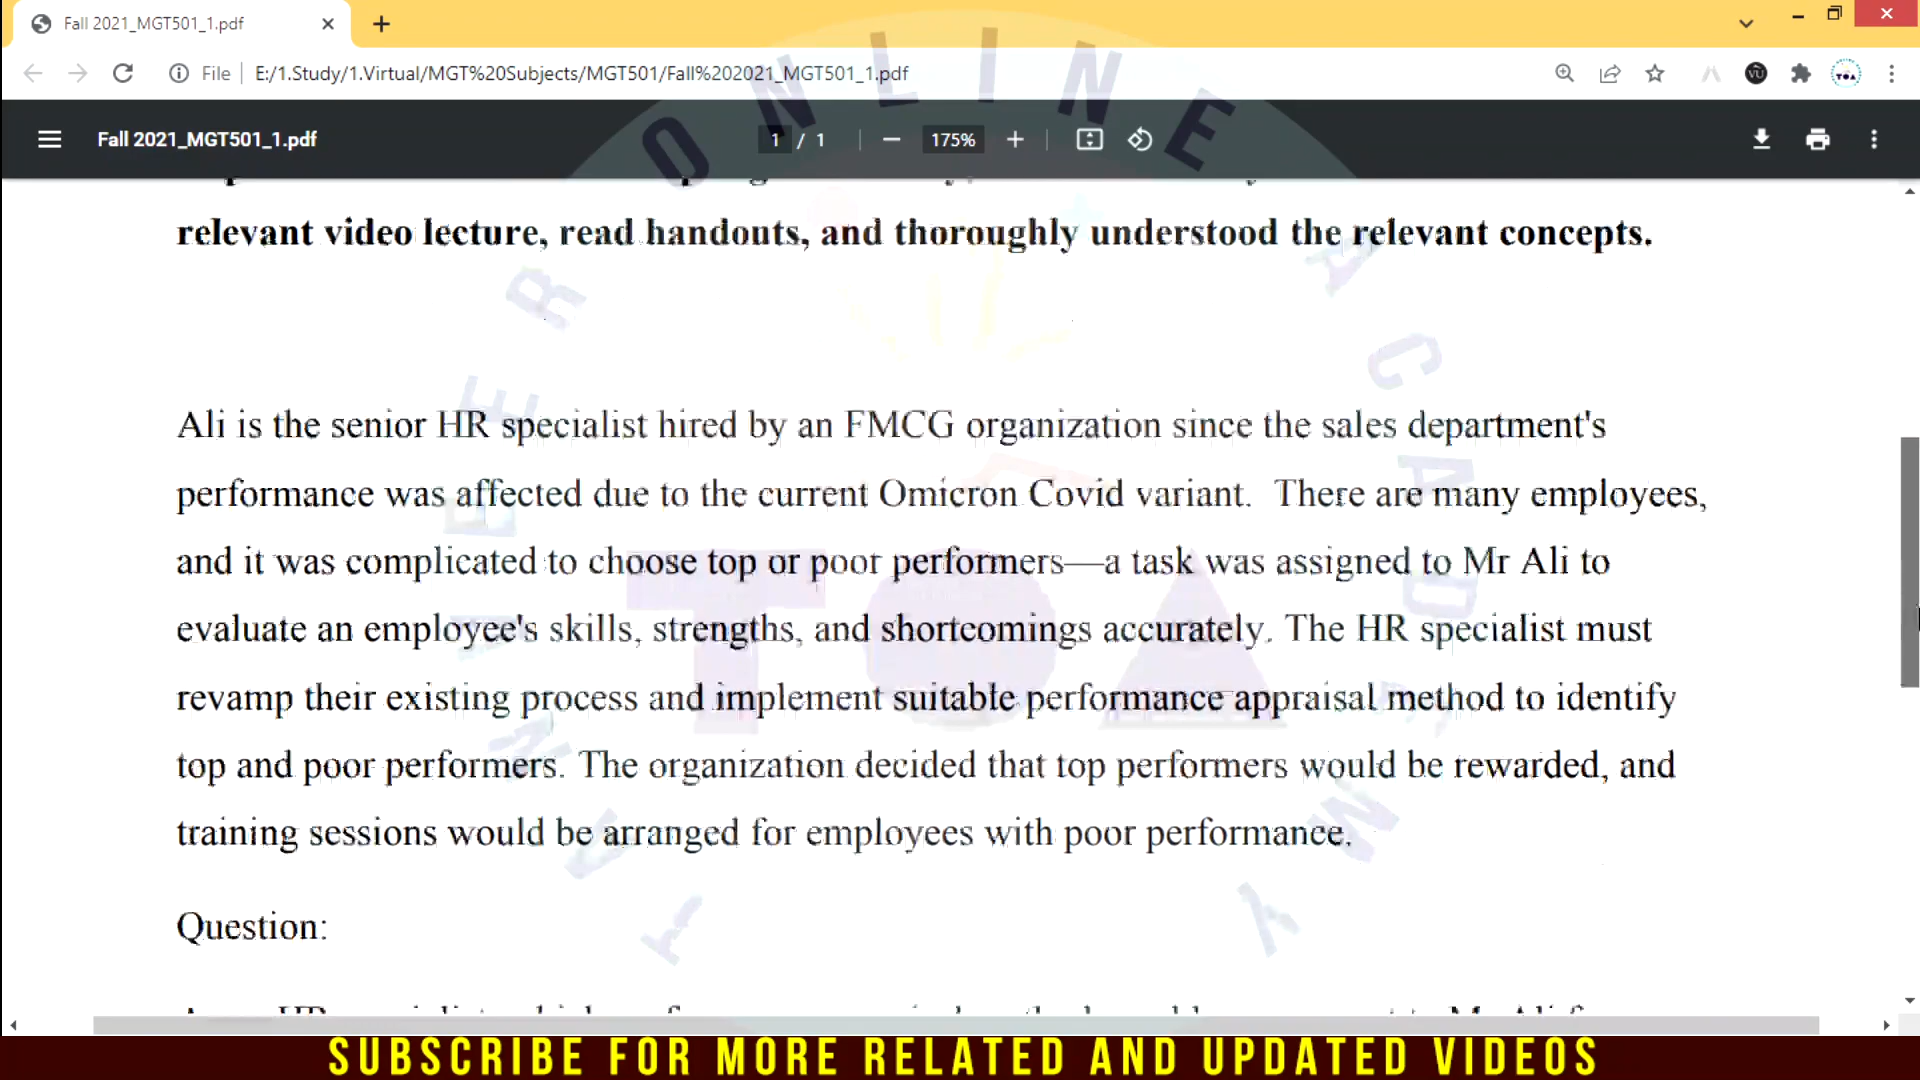 Fall 2021_MGT501_1.pdf
File
E:/1.Study/1.Virtual/MGT%20Subjects/MGT501/Fall%202021_MGT501_1.pdf
Fall 2021_MGT501_1.pdf
1 / 1
175%
relevant video lecture, read handouts, and thoroughly understood the relevant concepts.
Ali is the senior HR specialist hired by an FMCG organization since the sales department's
performance was affected due to the current Omicron Covid variant. There are many employees,
and it was complicated to choose top or poor performers—a task was assigned to Mr Ali to
evaluate an employee's skills, strengths, and shortcomings accurately. The HR specialist must
revamp their existing process and implement suitable performance appraisal method to identify
top and poor performers. The organization decided that top performers would be rewarded, and
training sessions would be arranged for employees with poor performance.
Question:
ONLINE
ACADEMY
TOA
SUBSCRIBE FOR MORE RELATED AND UPDATED VIDEOS